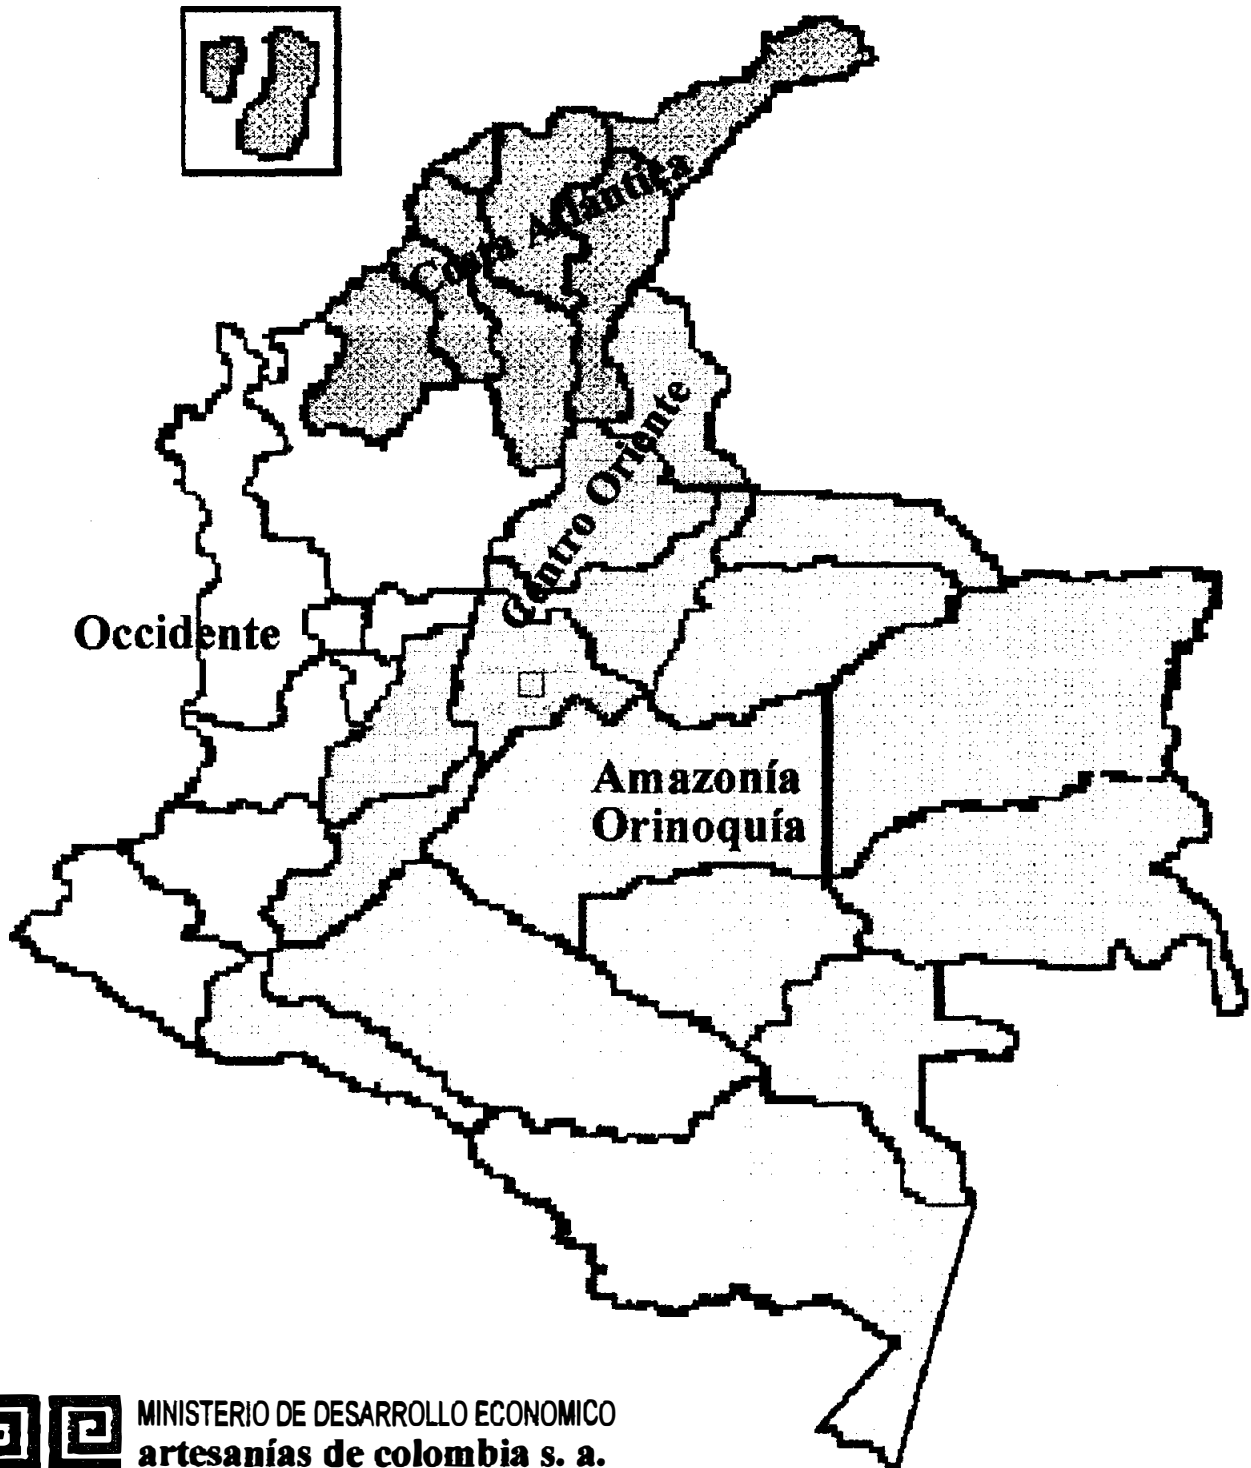 Costa Atlántica
Centro Oriente
Occidente
Amazonía
Orinoquía
MINISTERIO DE DESARROLLO ECONOMICO
artesanías de colombia s. a.